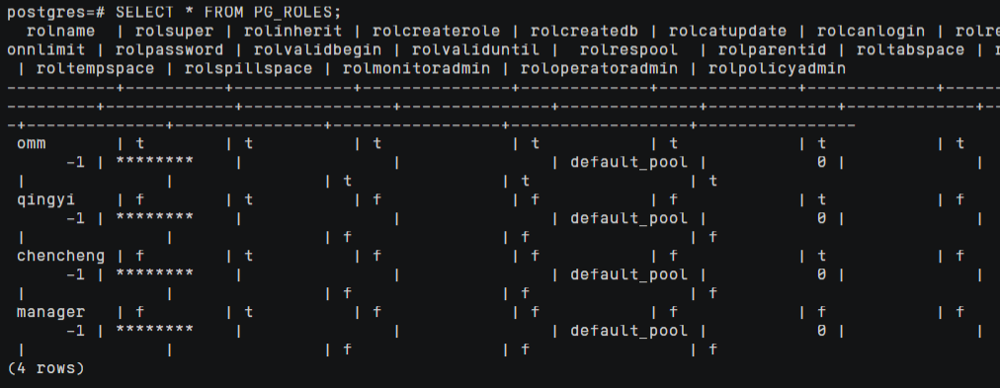 postgres=# SELECT * FROM PG_ROLES;
  rolname  | rolsuper | rolinherit | rolcreaterole | rolcreatedb | rolcatupdate | rolcanlogin | rolre
onnlimit | rolpassword | rolvalidbegin | rolvaliduntil |  rolrespool  | rolparentid | roltabspace | r
 | roltempspace | rolspillspace | rolmonitoradmin | roloperatoradmin | rolpolicyadmin
-----------+----------+------------+---------------+-------------+--------------+-------------+------
---------+-------------+---------------+---------------+--------------+-------------+-------------+--
-+--------------+---------------+-----------------+------------------+----------------
 omm       | t        | t          | t             | t           | t            | t           | t
      -1 | ******** |               |               | default_pool |           0 |             |
 |              |               | t               | t                | t
 qingyi    | f        | t          | f             | f           | f            | t           | f
      -1 | ******** |               |               | default_pool |           0 |             |
 |              |               | f               | f                | f
 chencheng | f        | t          | f             | f           | f            | t           | f
      -1 | ******** |               |               | default_pool |           0 |             |
 |              |               | f               | f                | f
 manager   | f        | t          | f             | f           | f            | f           | f
      -1 | ******** |               |               | default_pool |           0 |             |
 |              |               | f               | f                | f
(4 rows)